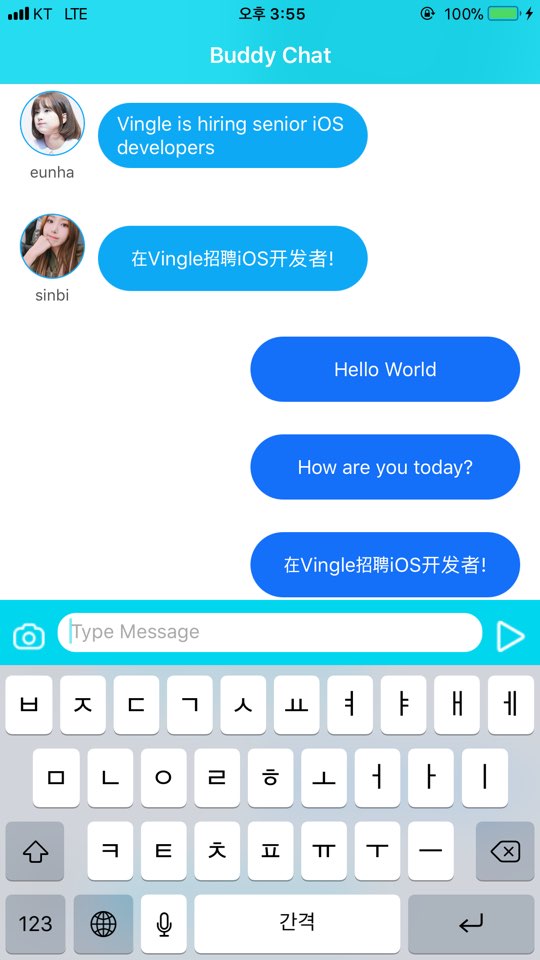 KT LTE 오후 3:55 100%
Buddy Chat
Vingle is hiring senior iOS
developers
eunha
在Vingle招聘iOS开发者!
sinbi
Hello World
How are you today?
在Vingle招聘iOS开发者!
Type Message
ㅂ ㅈ ㄷ ㄱ ㅅ ㅛ ㅕ ㅑ ㅐ ㅔ
ㅁ ㄴ ㅇ ㄹ ㅎ ㅗ ㅓ ㅏ ㅣ
ㅋ ㅌ ㅊ ㅍ ㅠ ㅜ ㅡ
123 간격